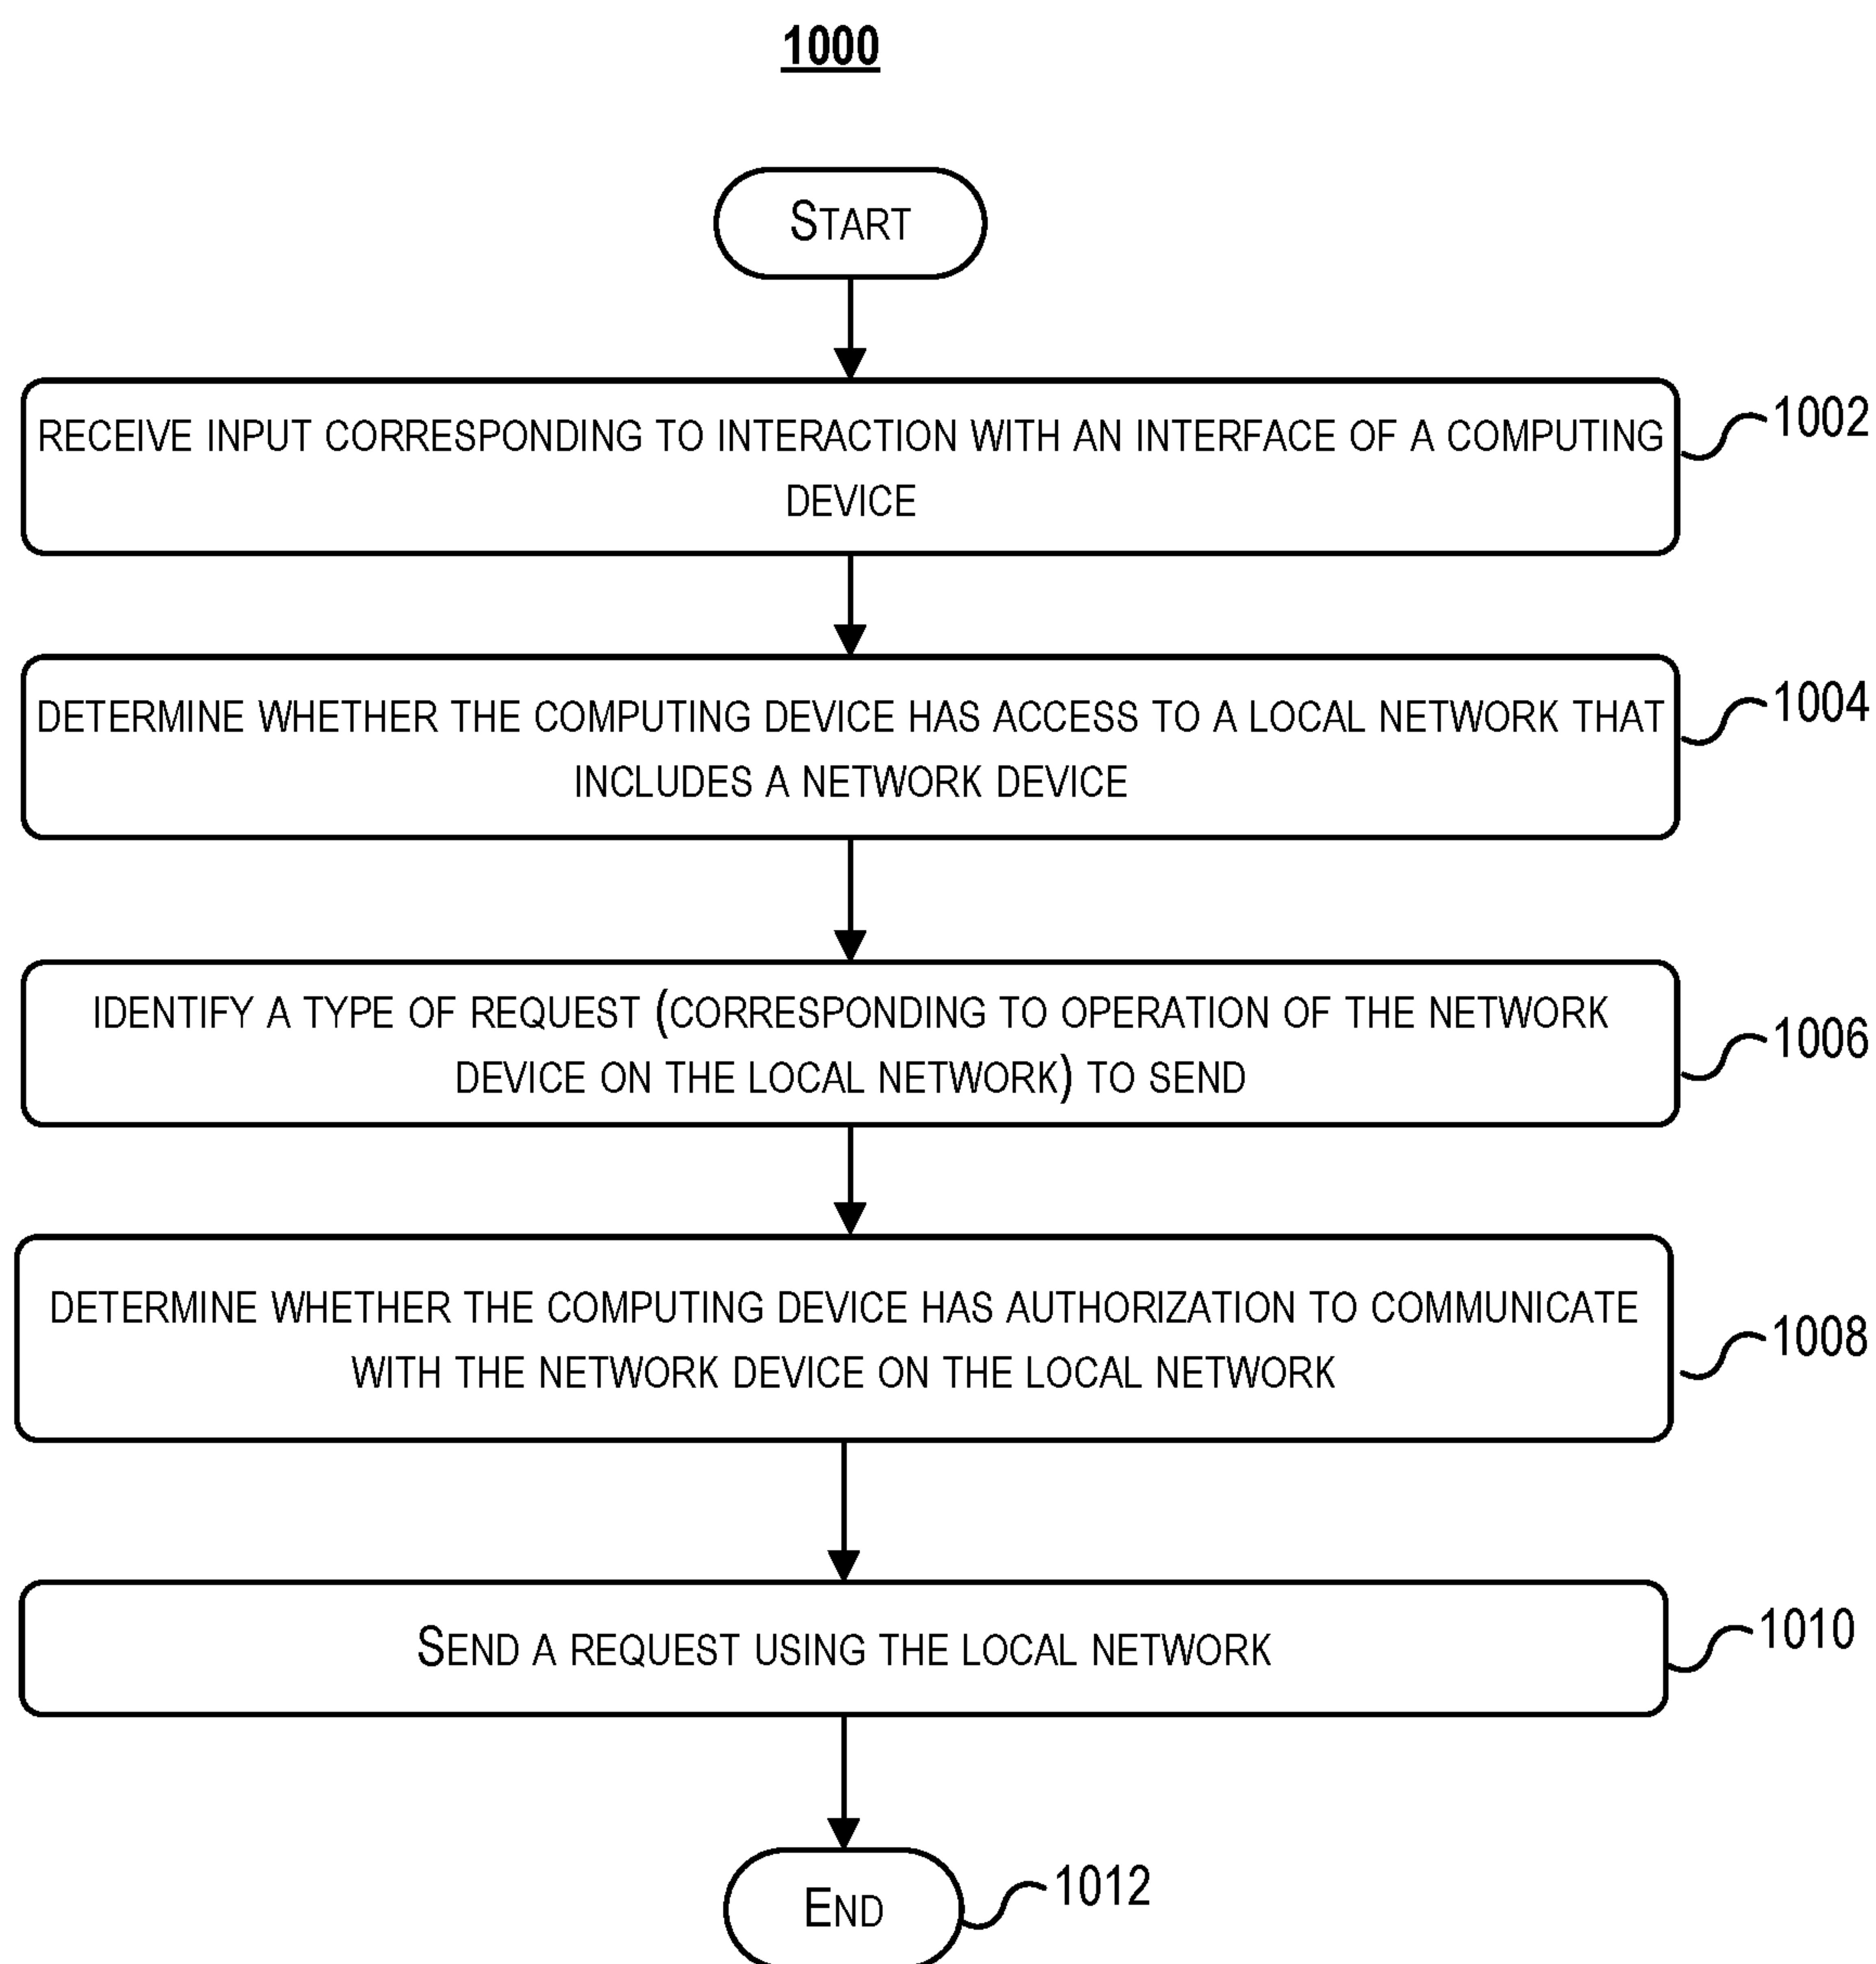 1000
START
RECEIVE INPUT CORRESPONDING TO INTERACTION WITH AN INTERFACE OF A COMPUTING
DEVICE
1002
DETERMINE WHETHER THE COMPUTING DEVICE HAS ACCESS TO A LOCAL NETWORK THAT
INCLUDES A NETWORK DEVICE
1004
IDENTIFY A TYPE OF REQUEST (CORRESPONDING TO OPERATION OF THE NETWORK
DEVICE ON THE LOCAL NETWORK) TO SEND
1006
DETERMINE WHETHER THE COMPUTING DEVICE HAS AUTHORIZATION TO COMMUNICATE
WITH THE NETWORK DEVICE ON THE LOCAL NETWORK
1008
SEND A REQUEST USING THE LOCAL NETWORK
1010
END
1012